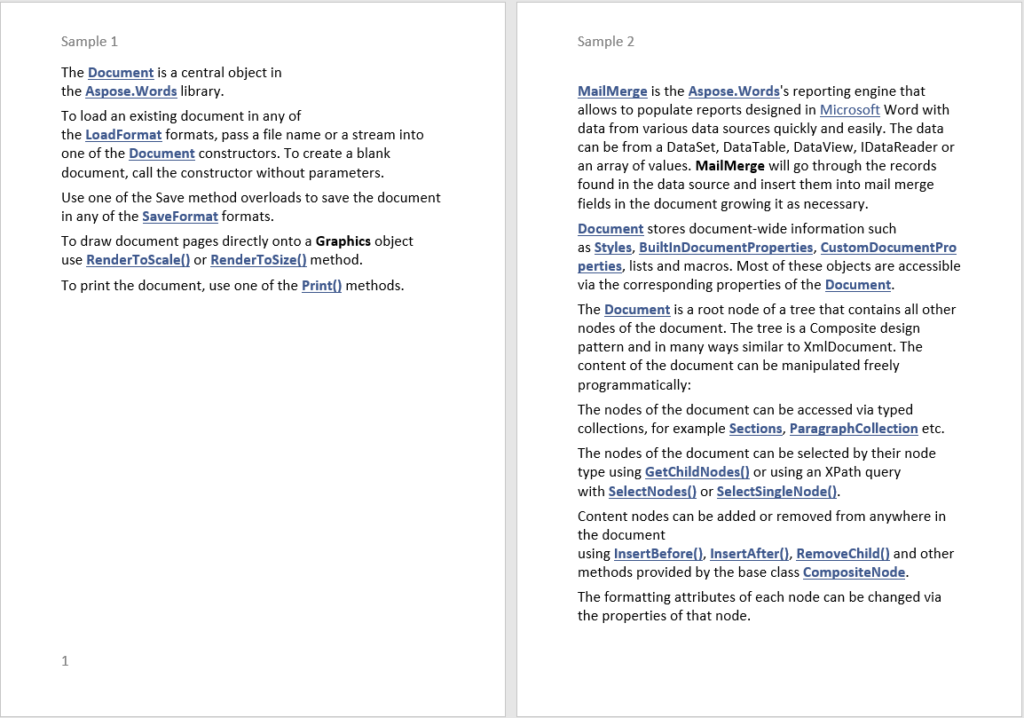 Sample 1
The Document is a central object in
the Aspose.Words library.
To load an existing document in any of
the LoadFormat formats, pass a file name or a stream into
one of the Document constructors. To create a blank
document, call the constructor without parameters.
Use one of the Save method overloads to save the document
in any of the SaveFormat formats.
To draw document pages directly onto a Graphics object
use RenderToScale() or RenderToSize() method.
To print the document, use one of the Print() methods.
1
Sample 2
MailMerge is the Aspose.Words's reporting engine that
allows to populate reports designed in Microsoft Word with
data from various data sources quickly and easily. The data
can be from a DataSet, DataTable, DataView, IDataReader or
an array of values. MailMerge will go through the records
found in the data source and insert them into mail merge
fields in the document growing it as necessary.
Document stores document-wide information such
as Styles, BuiltInDocumentProperties, CustomDocumentPro
perties, lists and macros. Most of these objects are accessible
via the corresponding properties of the Document.
The Document is a root node of a tree that contains all other
nodes of the document. The tree is a Composite design
pattern and in many ways similar to XmlDocument. The
content of the document can be manipulated freely
programmatically:
The nodes of the document can be accessed via typed
collections, for example Sections, ParagraphCollection etc.
The nodes of the document can be selected by their node
type using GetChildNodes() or using an XPath query
with SelectNodes() or SelectSingleNode().
Content nodes can be added or removed from anywhere in
the document
using InsertBefore(), InsertAfter(), RemoveChild() and other
methods provided by the base class CompositeNode.
The formatting attributes of each node can be changed via
the properties of that node.